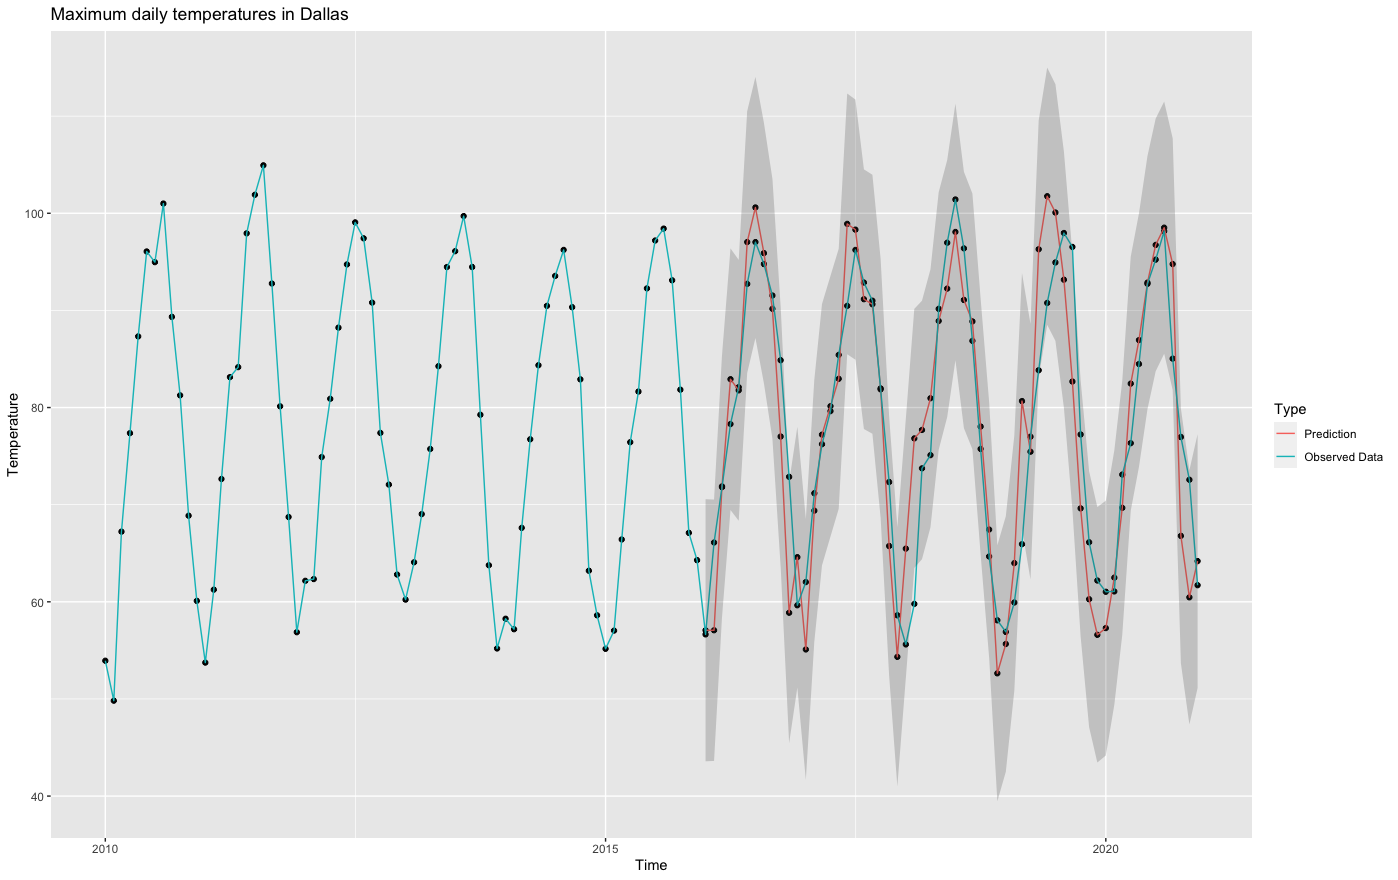 Maximum daily temperatures in Dallas
Temperature
100
80
60
40
2010
2015
2020
Time
Type
Prediction
Observed Data